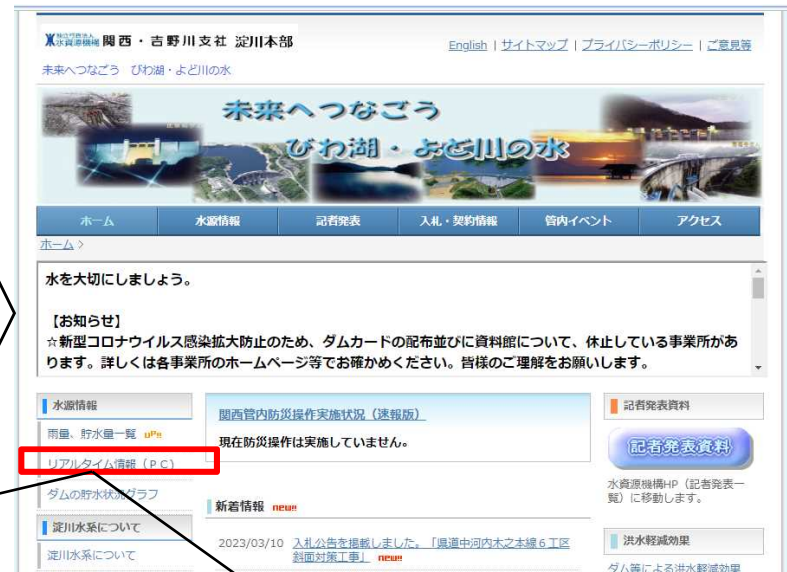 独立行政法人
水資源機構 関西・吉野川支社 淀川本部
English | サイトマップ | プライバシーポリシー | ご意見等
未来へつなごう びわ湖・よど川の水
未来へつなごう
びわ湖・よど川の水
ホーム 水源情報 記者発表 入札・契約情報 管内イベント アクセス
ホーム >
水を大切にしましょう。
【お知らせ】
☆新型コロナウイルス感染拡大防止のため、ダムカードの配布並びに資料館について、休止している事業所があ
ります。詳しくは各事業所のホームページ等でお確かめください。皆様のご理解をお願いします。
水源情報
雨量、貯水量一覧 UP!!
リアルタイム情報(PC)
ダムの貯水状況グラフ
淀川水系について
淀川水系について
関西管内防災操作実施状況(速報版)
現在防災操作は実施していません。
新着情報 new!!
2023/03/10 入札公告を掲載しました。「県道中河内木之本線6工区
斜面対策工事」 new!!
記者発表資料
記者発表資料
水資源機構HP(記者発表一
覧)に移動します。
洪水軽減効果
ダム等による洪水軽減効果